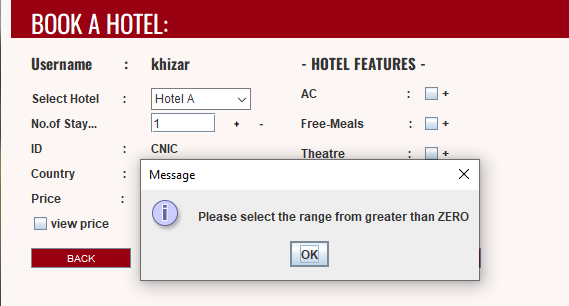 BOOK A HOTEL:
Username : khizar
- HOTEL FEATURES -
Select Hotel : Hotel A
AC : +
No.of Stay... : 1 + -
Free-Meals : +
ID : CNIC
Theatre : +
Country :
Price :
view price
BACK
Message
Please select the range from greater than ZERO
OK